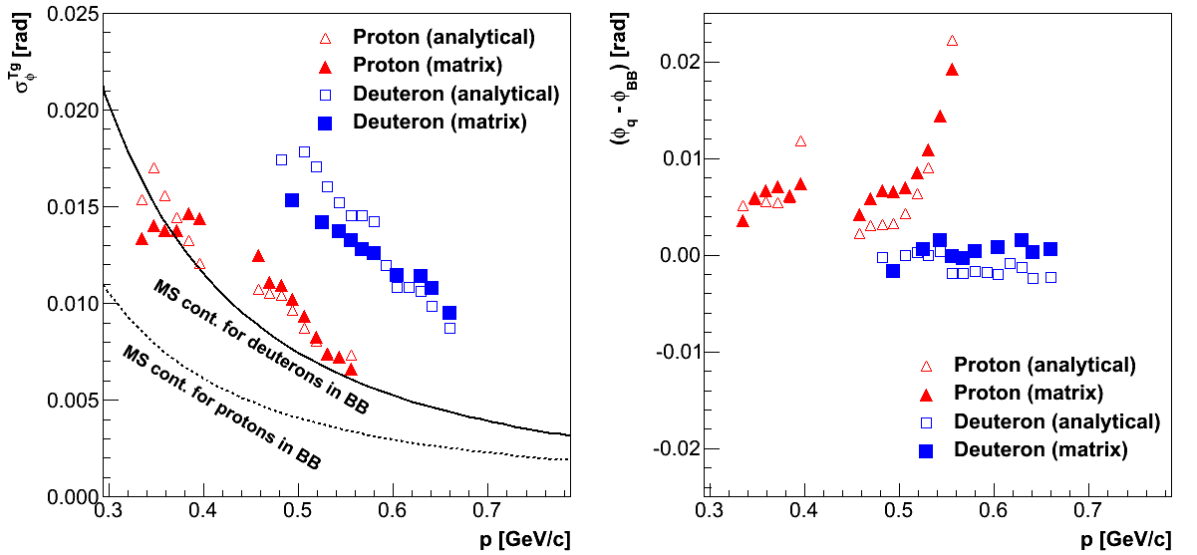 σ_ϕ^Tg [rad]
0.025
0.020
0.015
0.010
0.005
0.000
Proton (analytical)
Proton (matrix)
Deuteron (analytical)
Deuteron (matrix)
MS cont. for deuterons in BB
MS cont. for protons in BB
0.3 0.4 0.5 0.6 0.7
p [GeV/c]
(ϕ_q - ϕ_BB) [rad]
0.02
0.01
0.00
-0.01
-0.02
Proton (analytical)
Proton (matrix)
Deuteron (analytical)
Deuteron (matrix)
0.3 0.4 0.5 0.6 0.7
p [GeV/c]